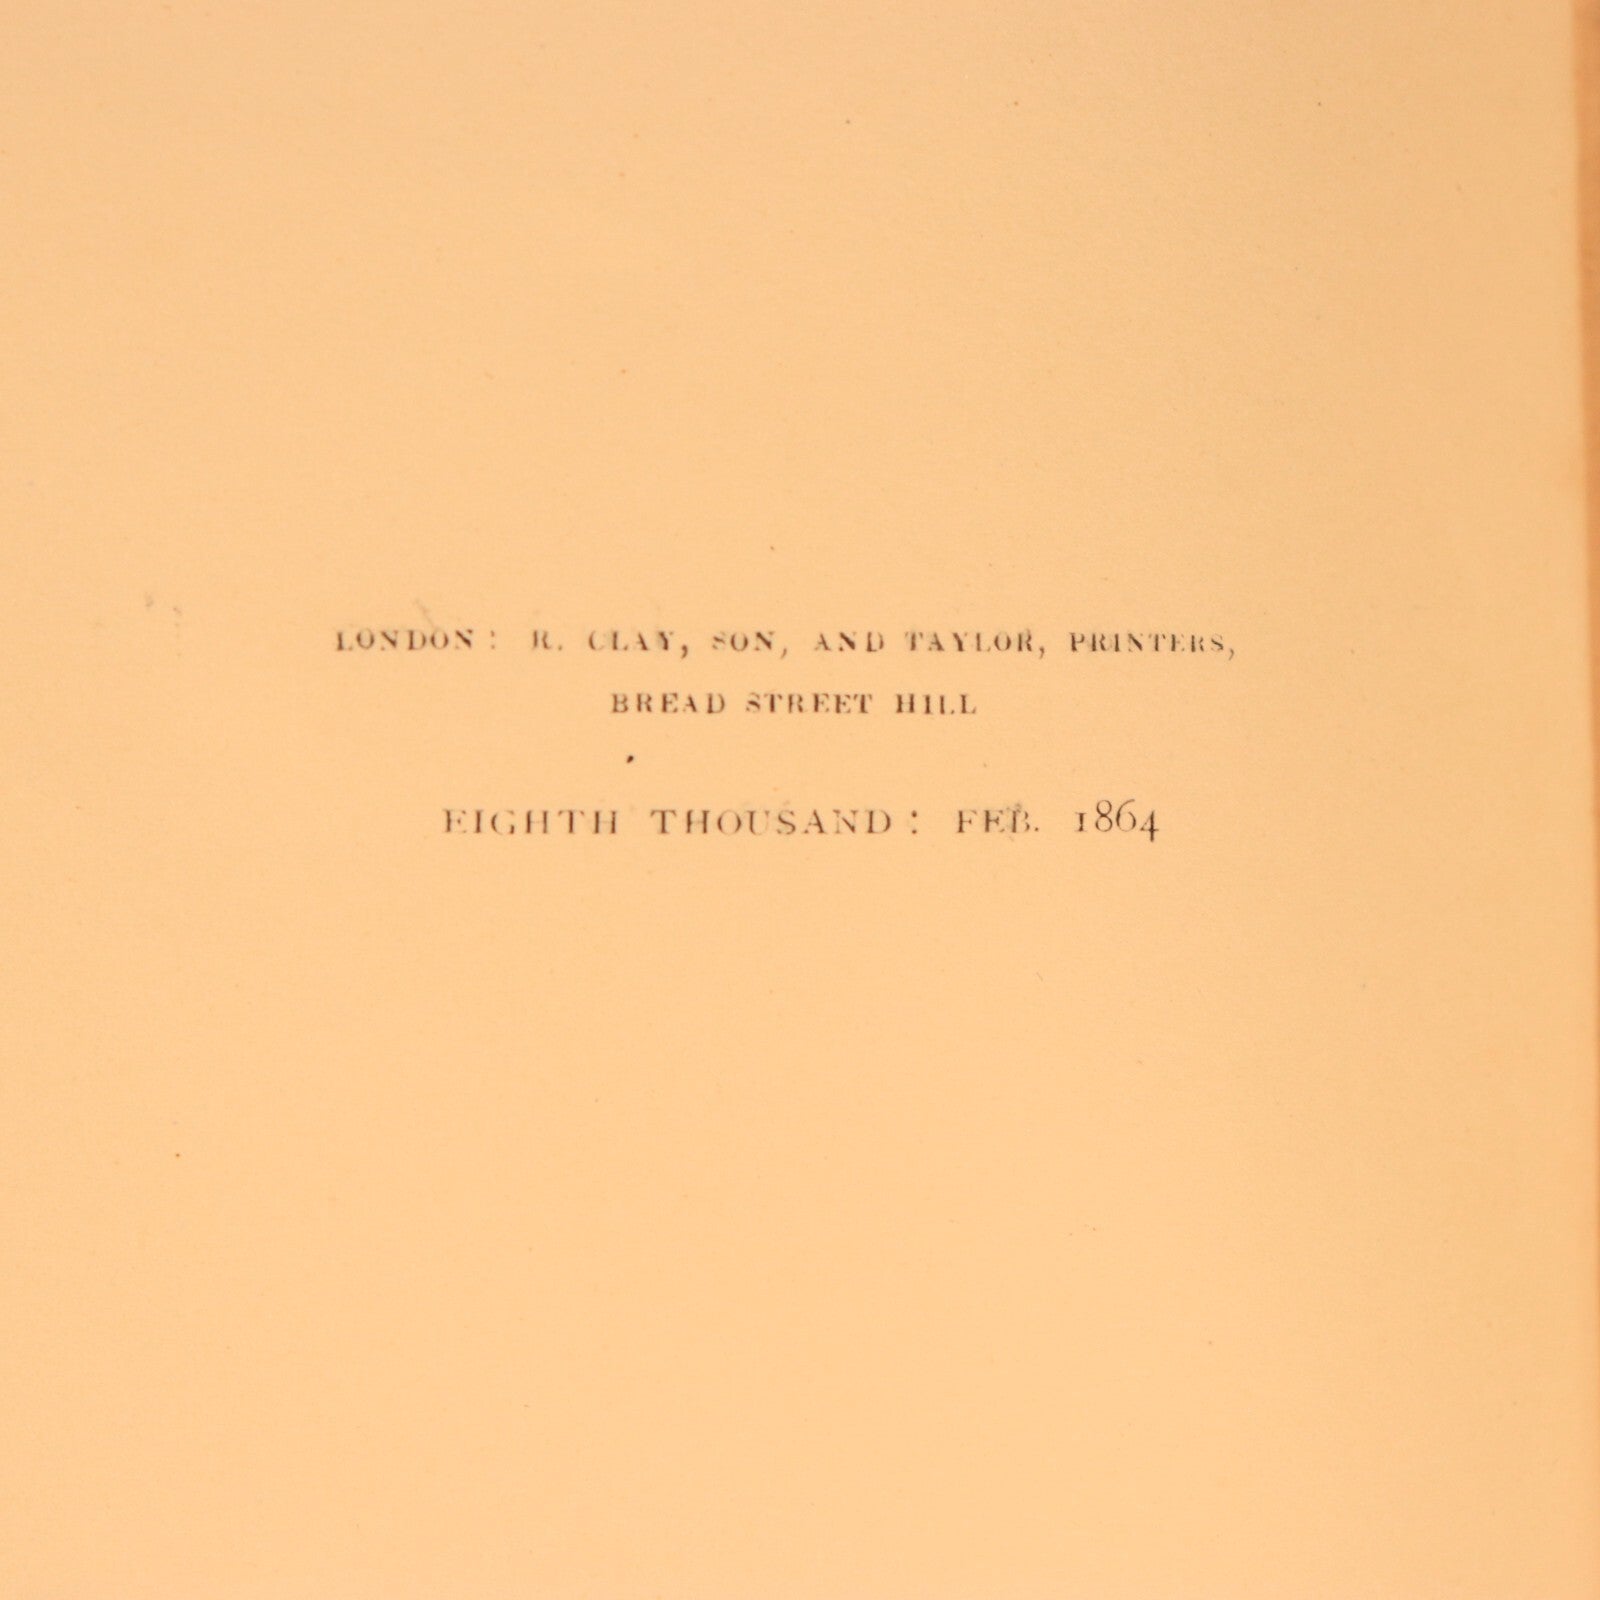 LONDON: R. CLAY, SON, AND TAYLOR, PRINTERS,
BREAD STREET HILL
EIGHTH THOUSAND: FEB. 1864